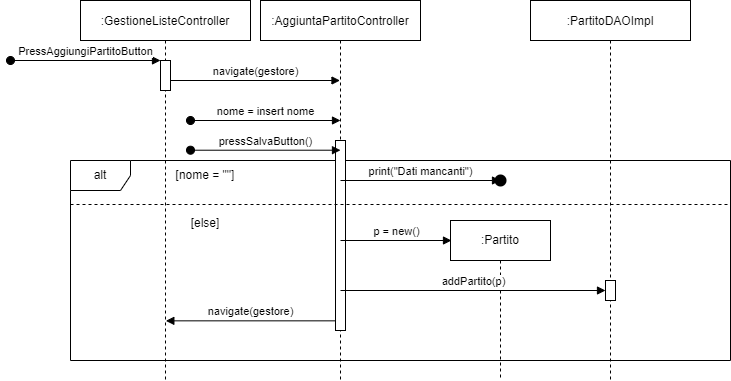 :GestioneListeController
:AggiuntaPartitoController
:PartitoDAOImpl
PressAggiungiPartitoButton
navigate(gestore)
nome = insert nome
pressSalvaButton()
alt
[nome = ""]
print("Dati mancanti")
[else]
p = new()
:Partito
addPartito(p)
navigate(gestore)